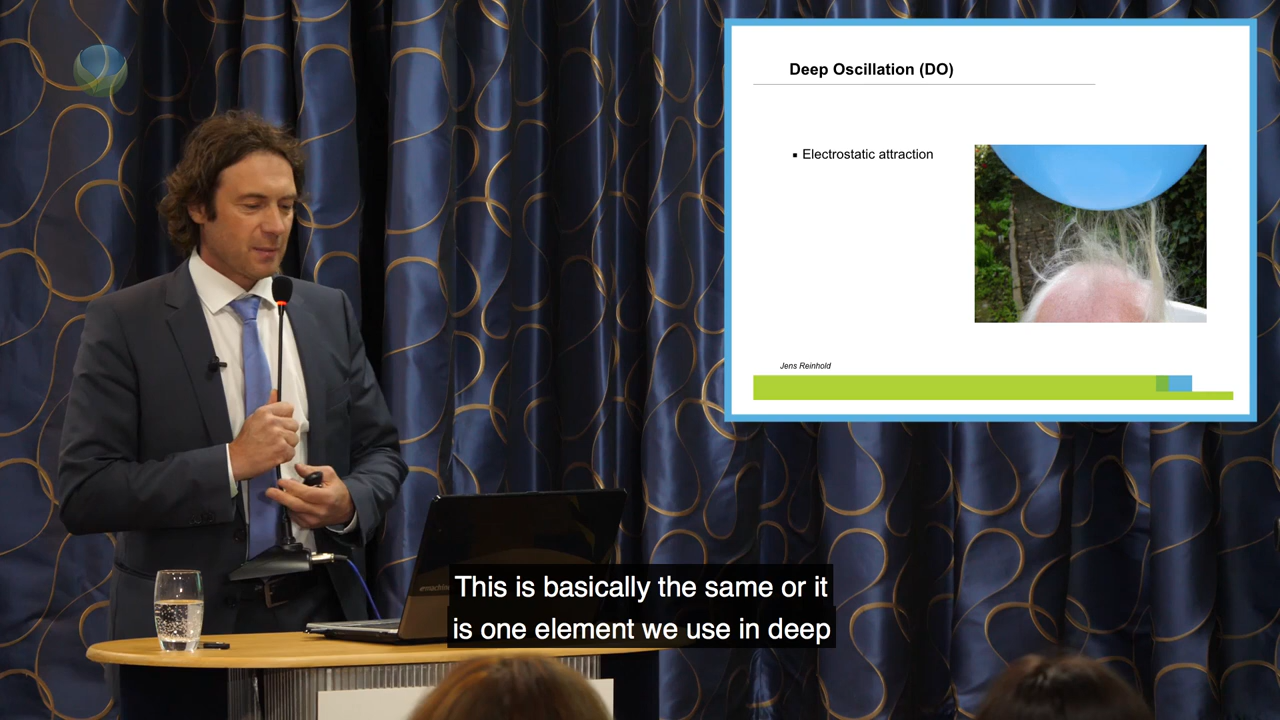 Deep Oscillation (DO)
▪ Electrostatic attraction
Jens Reinhold
This is basically the same or it
is one element we use in deep